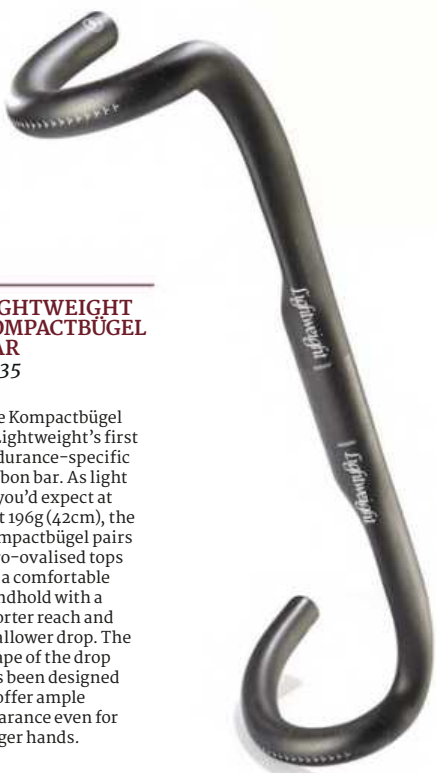 IGHTWEIGHT
OMPACTBÜGEL
AR
35
e Kompactbügel
Lightweight's first
durance-specific
bon bar. As light
you'd expect at
t 196g (42cm), the
mpactbügel pairs
ro-ovalised tops
a comfortable
ndhold with a
orter reach and
allower drop. The
ape of the drop
s been designed
offer ample
arance even for
ger hands.
Lightweight
Lightweight